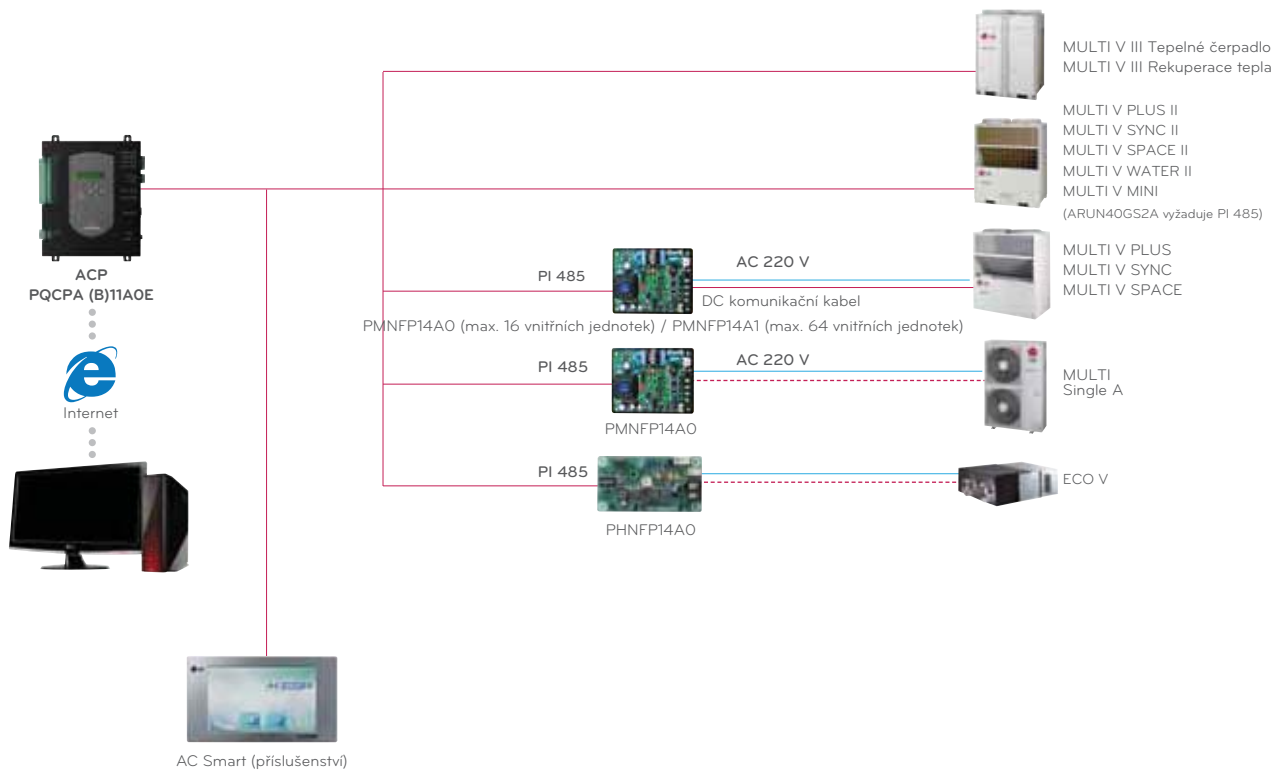 MULTI V III Tepelné čerpadlo
MULTI V III Rekuperace tepla
MULTI V PLUS II
MULTI V SYNC II
MULTI V SPACE II
MULTI V WATER II
MULTI V MINI
(ARUN40GS2A vyžaduje PI 485)
ACP
PQCPA (B)11A0E
Internet
PI 485
AC 220 V
DC komunikační kabel
MULTI V PLUS
MULTI V SYNC
MULTI V SPACE
PMNFP14A0 (max. 16 vnitřních jednotek) / PMNFP14A1 (max. 64 vnitřních jednotek)
PI 485
AC 220 V
MULTI
Single A
PMNFP14A0
PI 485
ECO V
PHNFP14A0
AC Smart (příslušenství)